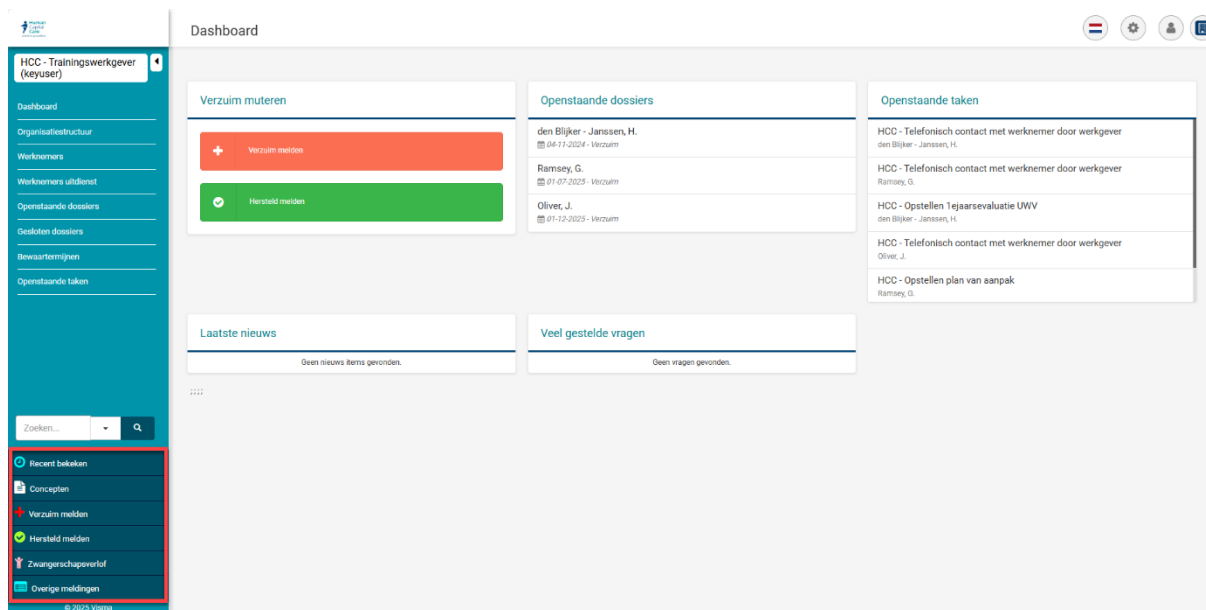 Human
Capital
Care
Dashboard
HCC - Trainingswerkgever
(keyuser)
Dashboard
Organisatiestructuur
Werknemers
Werknemers uitdienst
Openstaande dossiers
Gesloten dossiers
Bewaartermijnen
Openstaande taken
Zoeken...
Recent bekeken
Concepten
Verzuim melden
Hersteld melden
Zwangerschapsverlof
Overige meldingen
© 2025 Visma
Verzuim muteren
Verzuim melden
Hersteld melden
Openstaande dossiers
den Blijker - Janssen, H.
04-11-2024 - Verzuim
Ramsey, G.
01-07-2025 - Verzuim
Oliver, J.
01-12-2025 - Verzuim
Openstaande taken
HCC - Telefonisch contact met werknemer door werkgever
den Blijker - Janssen, H.
HCC - Telefonisch contact met werknemer door werkgever
Ramsey, G.
HCC - Opstellen 1ejaarsevaluatie UWV
den Blijker - Janssen, H.
HCC - Telefonisch contact met werknemer door werkgever
Oliver, J.
HCC - Opstellen plan van aanpak
Ramsey, G.
Laatste nieuws
Geen nieuws items gevonden.
Veel gestelde vragen
Geen vragen gevonden.
;;;;